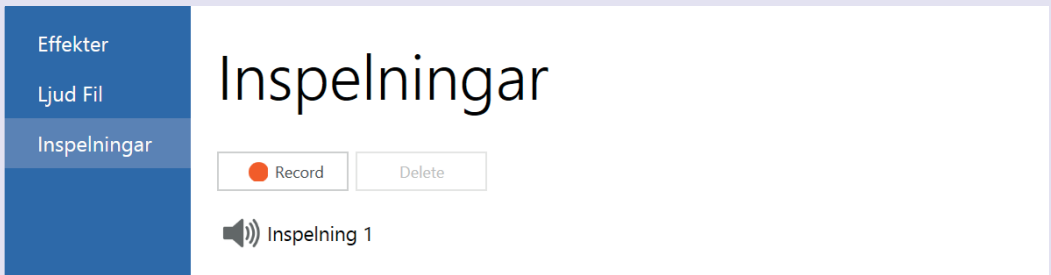 Effekter
Ljud Fil
Inspelningar
Inspelningar
Record
Delete
Inspelning 1